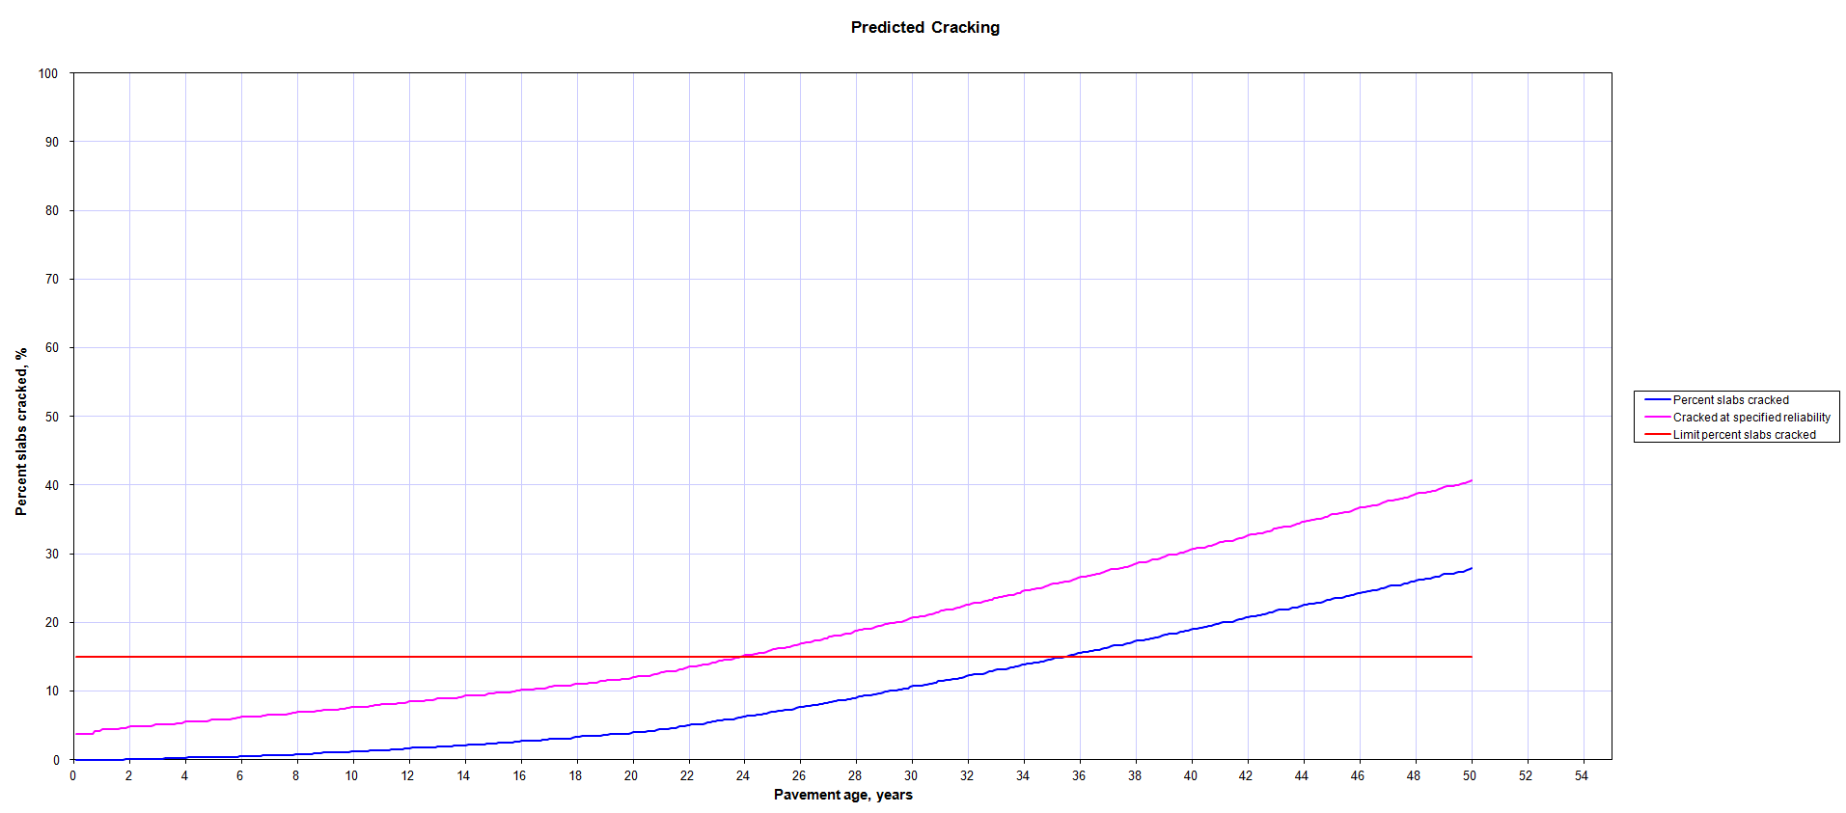 Predicted Cracking
100
90
80
70
60
50
40
30
20
10
0
Percent slabs cracked, %
0 2 4 6 8 10 12 14 16 18 20 22 24 26 28 30 32 34 36 38 40 42 44 46 48 50 52 54
Pavement age, years
Percent slabs cracked
Cracked at specified reliability
Limit percent slabs cracked